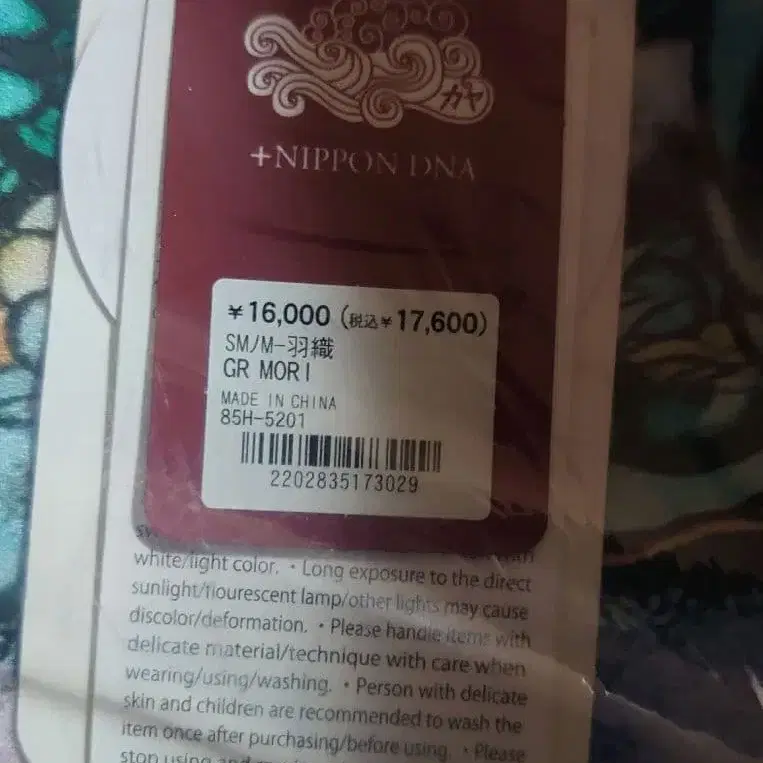 カヤ
+NIPPON DNA
¥16,000 (税込¥17,600)
SM/M-羽織
GR MORI
MADE IN CHINA
85H-5201
2202835173029
white/light color. ・Long exposure to the direct
sunlight/flourescent lamp/other lights may cause
discolor/deformation. ・Please handle items with
delicate material/technique with care when
wearing/using/washing. ・Person with delicate
skin and children are recommended to wash the
item once after purchasing/before using. ・Please
stop using and